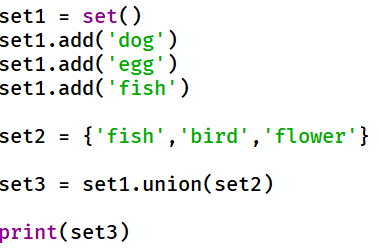 set1 = set()
set1.add('dog')
set1.add('egg')
set1.add('fish')
set2 = {'fish','bird','flower'}
set3 = set1.union(set2)
print(set3)